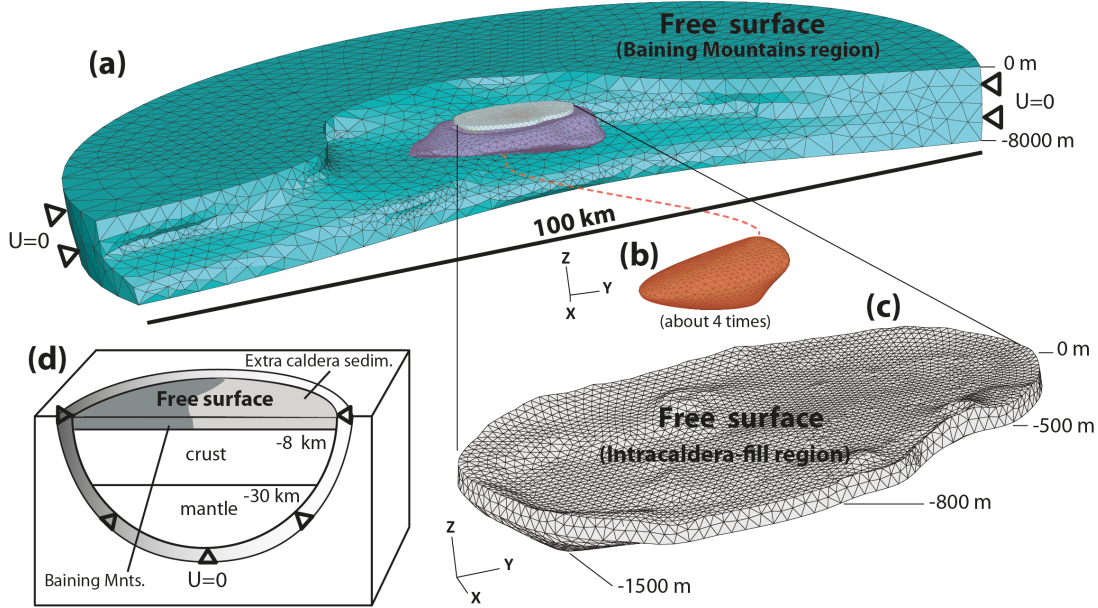 (a)
Free surface
(Baining Mountains region)
0 m
U=0
-8000 m
U=0
100 km
(b)
Z
Y
X
(about 4 times)
(c)
0 m
-500 m
Free surface
(Intracaldera-fill region)
-800 m
-1500 m
Z
Y
X
(d)
Extra caldera sedim.
Free surface
-8 km
crust
-30 km
mantle
Baining Mnts.
U=0